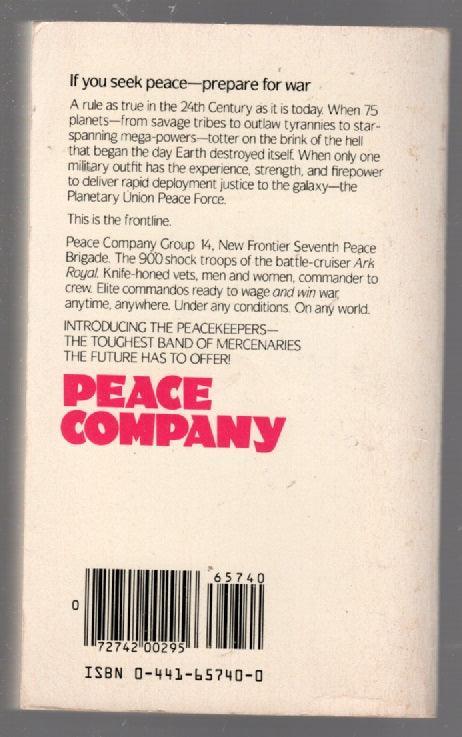 If you seek peace—prepare for war
A rule as true in the 24th Century as it is today. When 75
planets—from savage tribes to outlaw tyrannies to star-
spanning mega-powers—totter on the brink of the hell
that began the day Earth destroyed itself. When only one
military outfit has the experience, strength, and firepower
to deliver rapid deployment justice to the galaxy—the
Planetary Union Peace Force.
This is the frontline.
Peace Company Group 14, New Frontier Seventh Peace
Brigade. The 900 shock troops of the battle-cruiser Ark
Royal. Knife-honed vets, men and women, commander to
crew. Elite commandos ready to wage and win war,
anytime, anywhere. Under any conditions. On any world.
INTRODUCING THE PEACEKEEPERS—
THE TOUGHEST BAND OF MERCENARIES
THE FUTURE HAS TO OFFER!
PEACE
COMPANY
65740
0
72742 00295
ISBN 0-441-65740-0